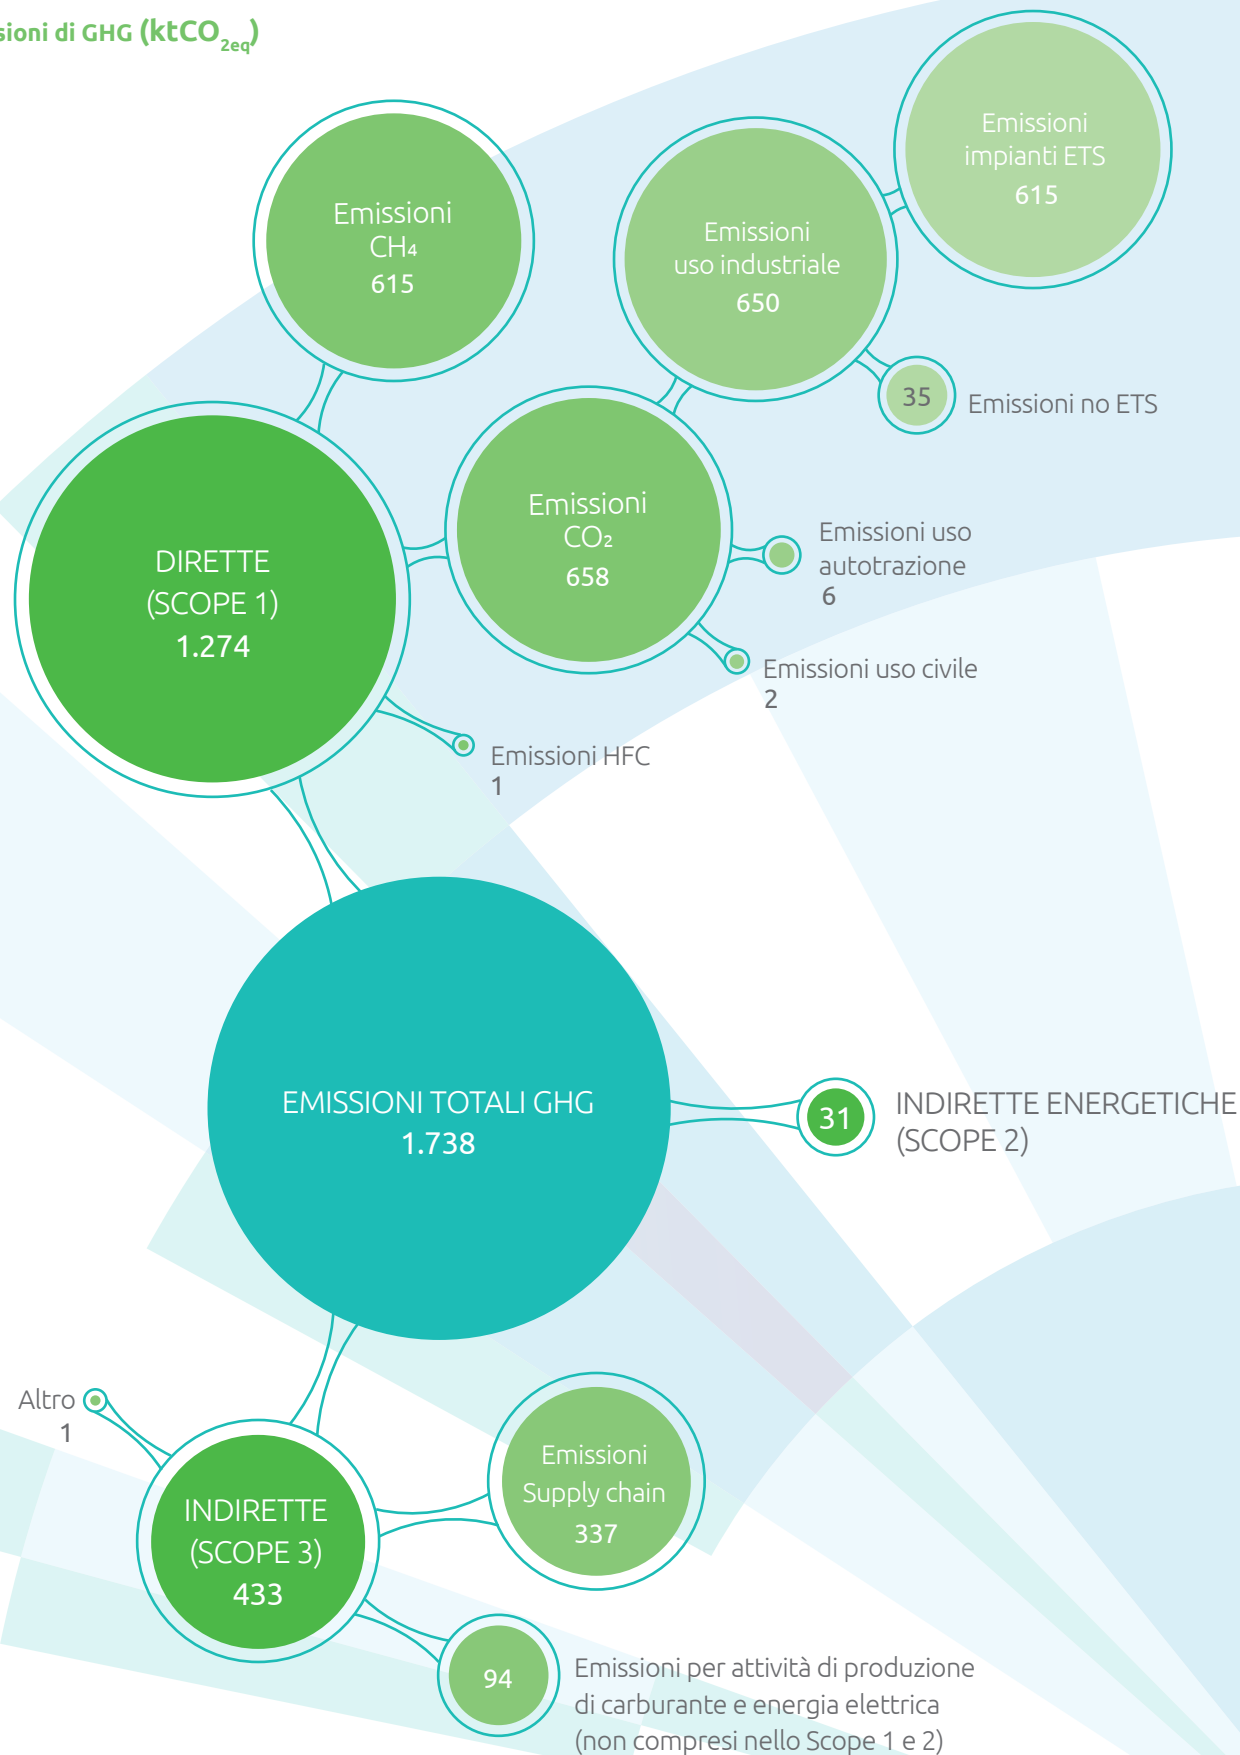 di GHG (ktCO2eq)
Emissioni
impianti ETS
615
Emissioni
CH4
615
Emissioni
uso industriale
650
35
Emissioni no ETS
Emissioni
CO2
658
Emissioni uso
autotrazione
6
DIRETTE
(SCOPE 1)
1.274
Emissioni uso civile
2
Emissioni HFC
1
EMISSIONI TOTALI GHG
1.738
31
INDIRETTE ENERGETICHE
(SCOPE 2)
Altro
1
Emissioni
Supply chain
337
INDIRETTE
(SCOPE 3)
433
94
Emissioni per attività di produzione
di carburante e energia elettrica
(non compresi nello Scope 1 e 2)